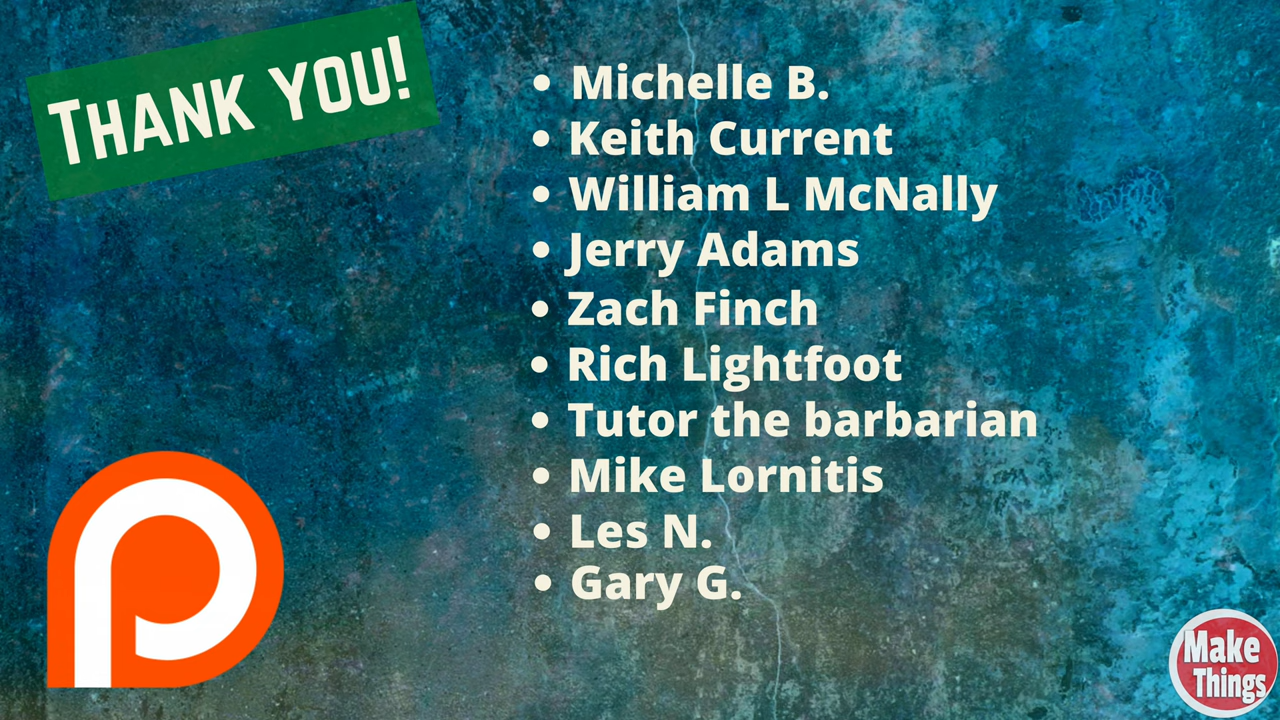 THANK YOU!
• Michelle B.
• Keith Current
• William L McNally
• Jerry Adams
• Zach Finch
• Rich Lightfoot
• Tutor the barbarian
• Mike Lornitis
• Les N.
• Gary G.
Make
Things